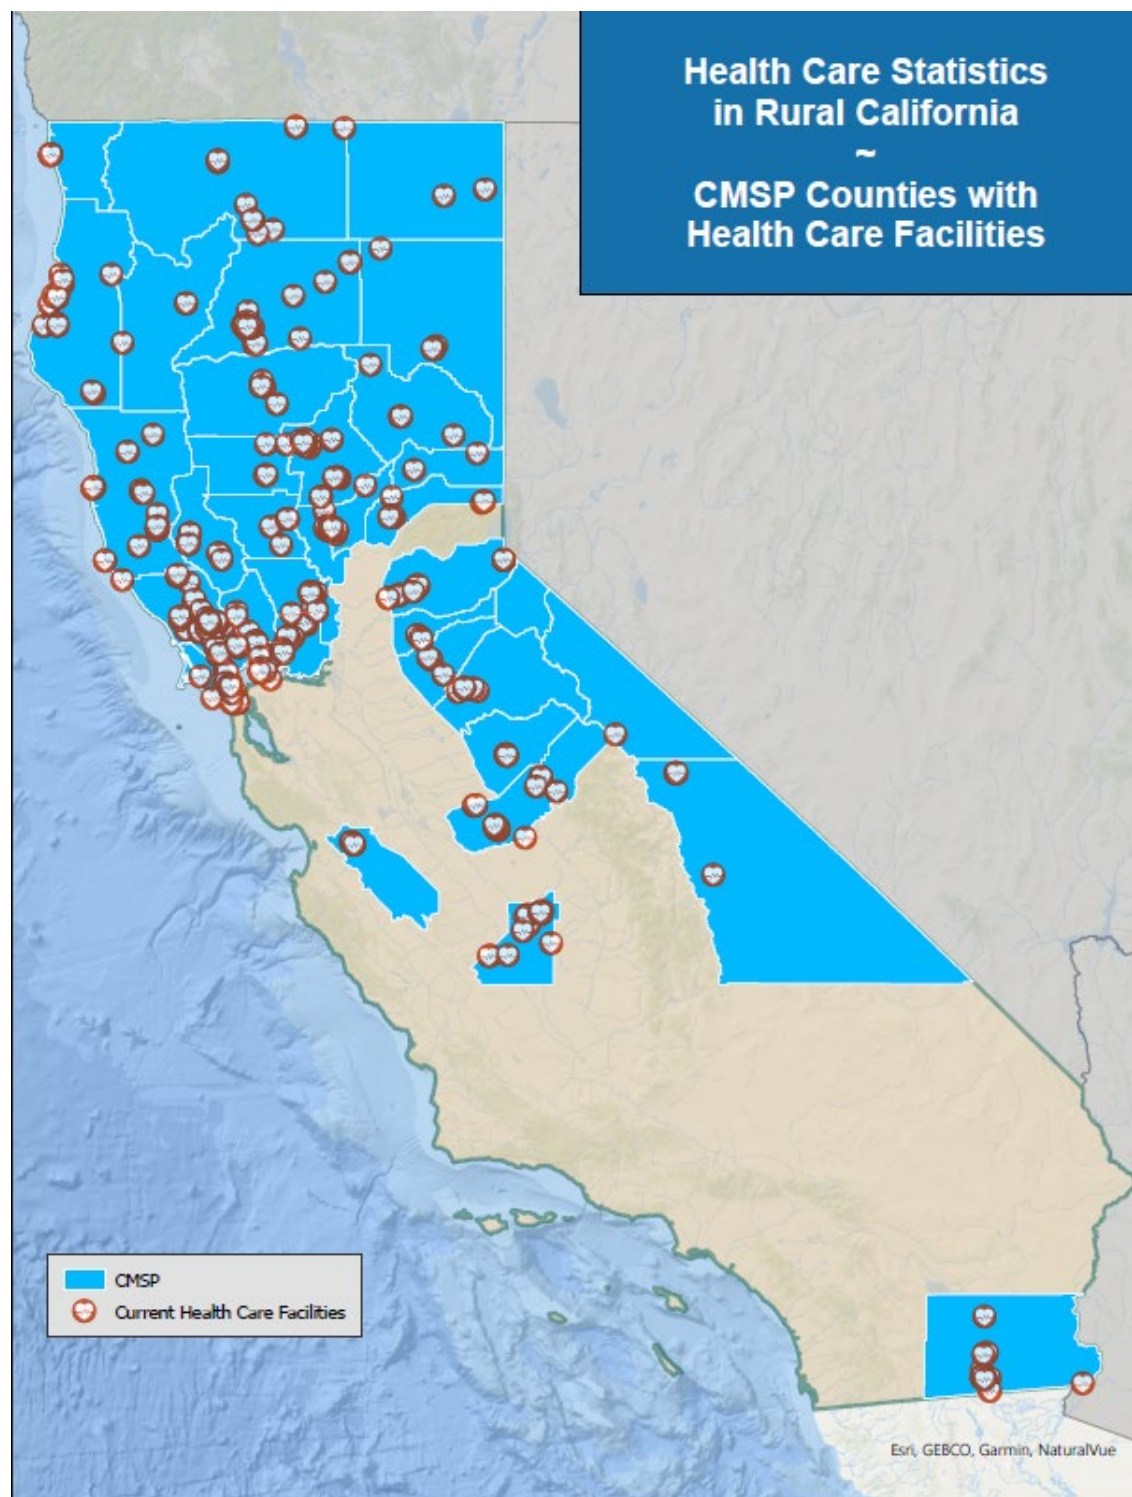 Health Care Statistics
in Rural California
~
CMSP Counties with
Health Care Facilities
CMSP
Current Health Care Facilities
Esri, GEBCO, Garmin, NaturalVue